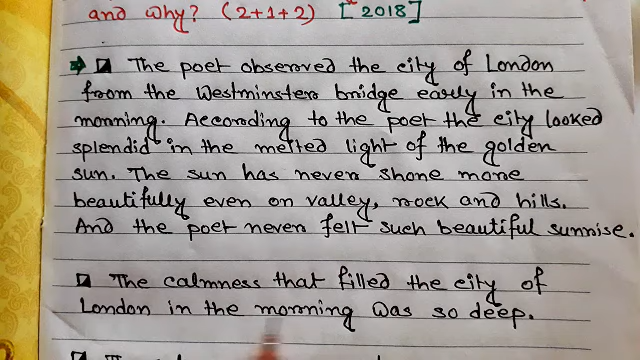 and why? (2+1+2) [2018]
The poet observed the city of London
from the Westminster bridge early in the
morning. According to the poet the city looked
splendid in the melted light of the golden
sun. The sun has never shone more
beautifully even on valley, rock and hills.
And the poet never felt such beautiful sunrise.
The calmness that filled the city of
London in the morning was so deep.